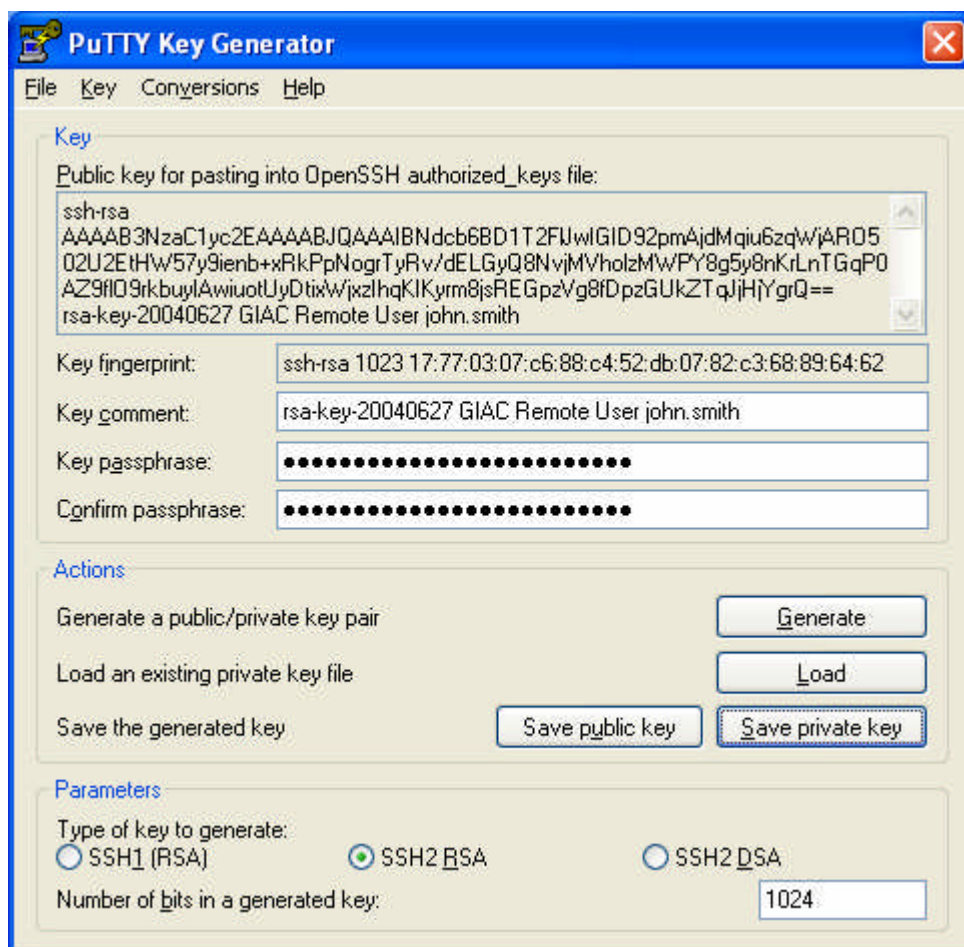 PuTTY Key Generator
File Key Conversions Help
Key
Public key for pasting into OpenSSH authorized_keys file:
ssh-rsa
AAAAB3NzaC1yc2EAAAABJQAAAIBNdcb6BD1T2FlJwIGID92pmAjdMqiu6zqWjARO5
02U2EtHW57y9ienb+xRkPpNogrTyRv/dELGyQ8NvjMVholzMWPY8g5y8nKrLnTGqP0
AZ9flO9rkbuylAwiuotUyDtixWjxzIhqKIKyrm8jsREGpzVg8fDpzGUkZTqJjHjYgrQ==
rsa-key-20040627 GIAC Remote User john.smith
Key fingerprint:
ssh-rsa 1023 17:77:03:07:c6:88:c4:52:db:07:82:c3:68:89:64:62
Key comment:
rsa-key-20040627 GIAC Remote User john.smith
Key passphrase:
Confirm passphrase:
Actions
Generate a public/private key pair
Generate
Load an existing private key file
Load
Save the generated key
Save public key
Save private key
Parameters
Type of key to generate:
SSH1 (RSA)
SSH2 RSA
SSH2 DSA
Number of bits in a generated key:
1024